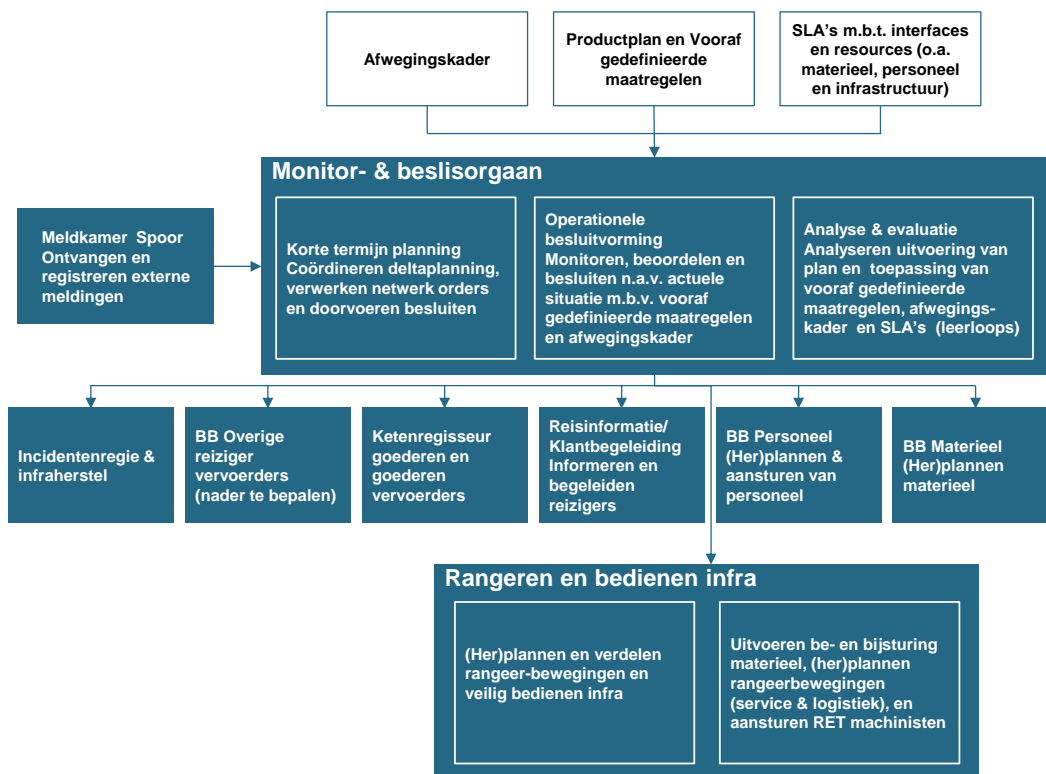 Afwegingskader
Productplan en Vooraf
gedefinieerde
maatregelen
SLA's m.b.t. interfaces
en resources (o.a.
materieel, personeel
en infrastructuur)
Monitor- & beslisorgaan
Meldkamer Spoor
Ontvangen en
registreren externe
meldingen
Korte termijn planning
Coördineren deltaplanning,
verwerken netwerk orders
en doorvoeren besluiten
Operationele
besluitvorming
Monitoren, beoordelen en
besluiten n.a.v. actuele
situatie m.b.v. vooraf
gedefinieerde maatregelen
en afwegingskader
Analyse & evaluatie
Analyseren uitvoering van
plan en toepassing van
vooraf gedefinieerde
maatregelen, afwegings-
kader en SLA's (leerloops)
Incidentenregie &
infraherstel
BB Overige
reiziger
vervoerders
(nader te bepalen)
Ketenregisseur
goederen en
goederen
vervoerders
Reisinformatie/
Klantbegeleiding
Informeren en
begeleiden
reizigers
BB Personeel
(Her)plannen &
aansturen van
personeel
BB Materieel
(Her)plannen
materieel
Rangeren en bedienen infra
(Her)plannen en verdelen
rangeer-bewegingen en
veilig bedienen infra
Uitvoeren be- en bijsturing
materieel, (her)plannen
rangeerbewegingen
(service & logistiek), en
aansturen RET machinisten